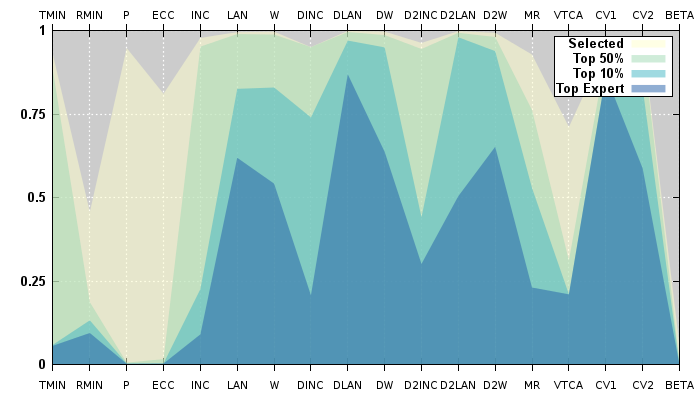 TMIN RMIN P ECC INC LAN W DINC DLAN DW D2INC D2LAN D2W MR VTCA CV1 CV2 BETA
1
Selected
Top 50%
Top 10%
Top Expert
0.75
0.5
0.25
0
TMIN RMIN P ECC INC LAN W DINC DLAN DW D2INC D2LAN D2W MR VTCA CV1 CV2 BETA